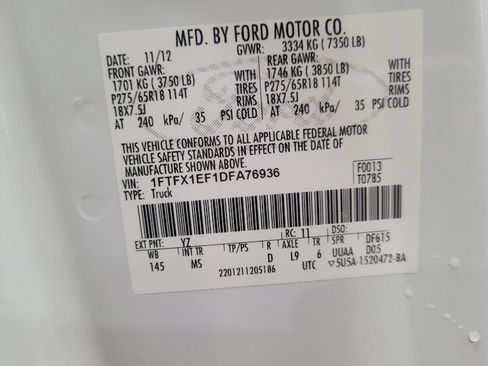 MFD. BY FORD MOTOR CO.
DATE: 11/12 GVWR: 3334 KG ( 7350 LB)
FRONT GAWR: REAR GAWR:
1701 KG ( 3750 LB) WITH 1746 KG ( 3850 LB) WITH
P275/65R18 114T TIRES P275/65R18 114T TIRES
18X7.5J RIMS 18X7.5J RIMS
AT 240 kPa/ 35 PSI COLD AT 240 kPa/ 35 PSI COLD
THIS VEHICLE CONFORMS TO ALL APPLICABLE FEDERAL MOTOR
VEHICLE SAFETY STANDARDS IN EFFECT ON THE DATE OF
MANUFACTURE SHOWN ABOVE.
VIN: 1FTFX1EF1DFA76936 F0013
TYPE: Truck T0785
EXT PNT: YZ RC: 11 DSO:
WB INT TR TP/PS R AXLE TR SPR DF615
145 MS D L9 6 UUAA D05
2201211205186 UTC ▽5U5A-1520472-BA